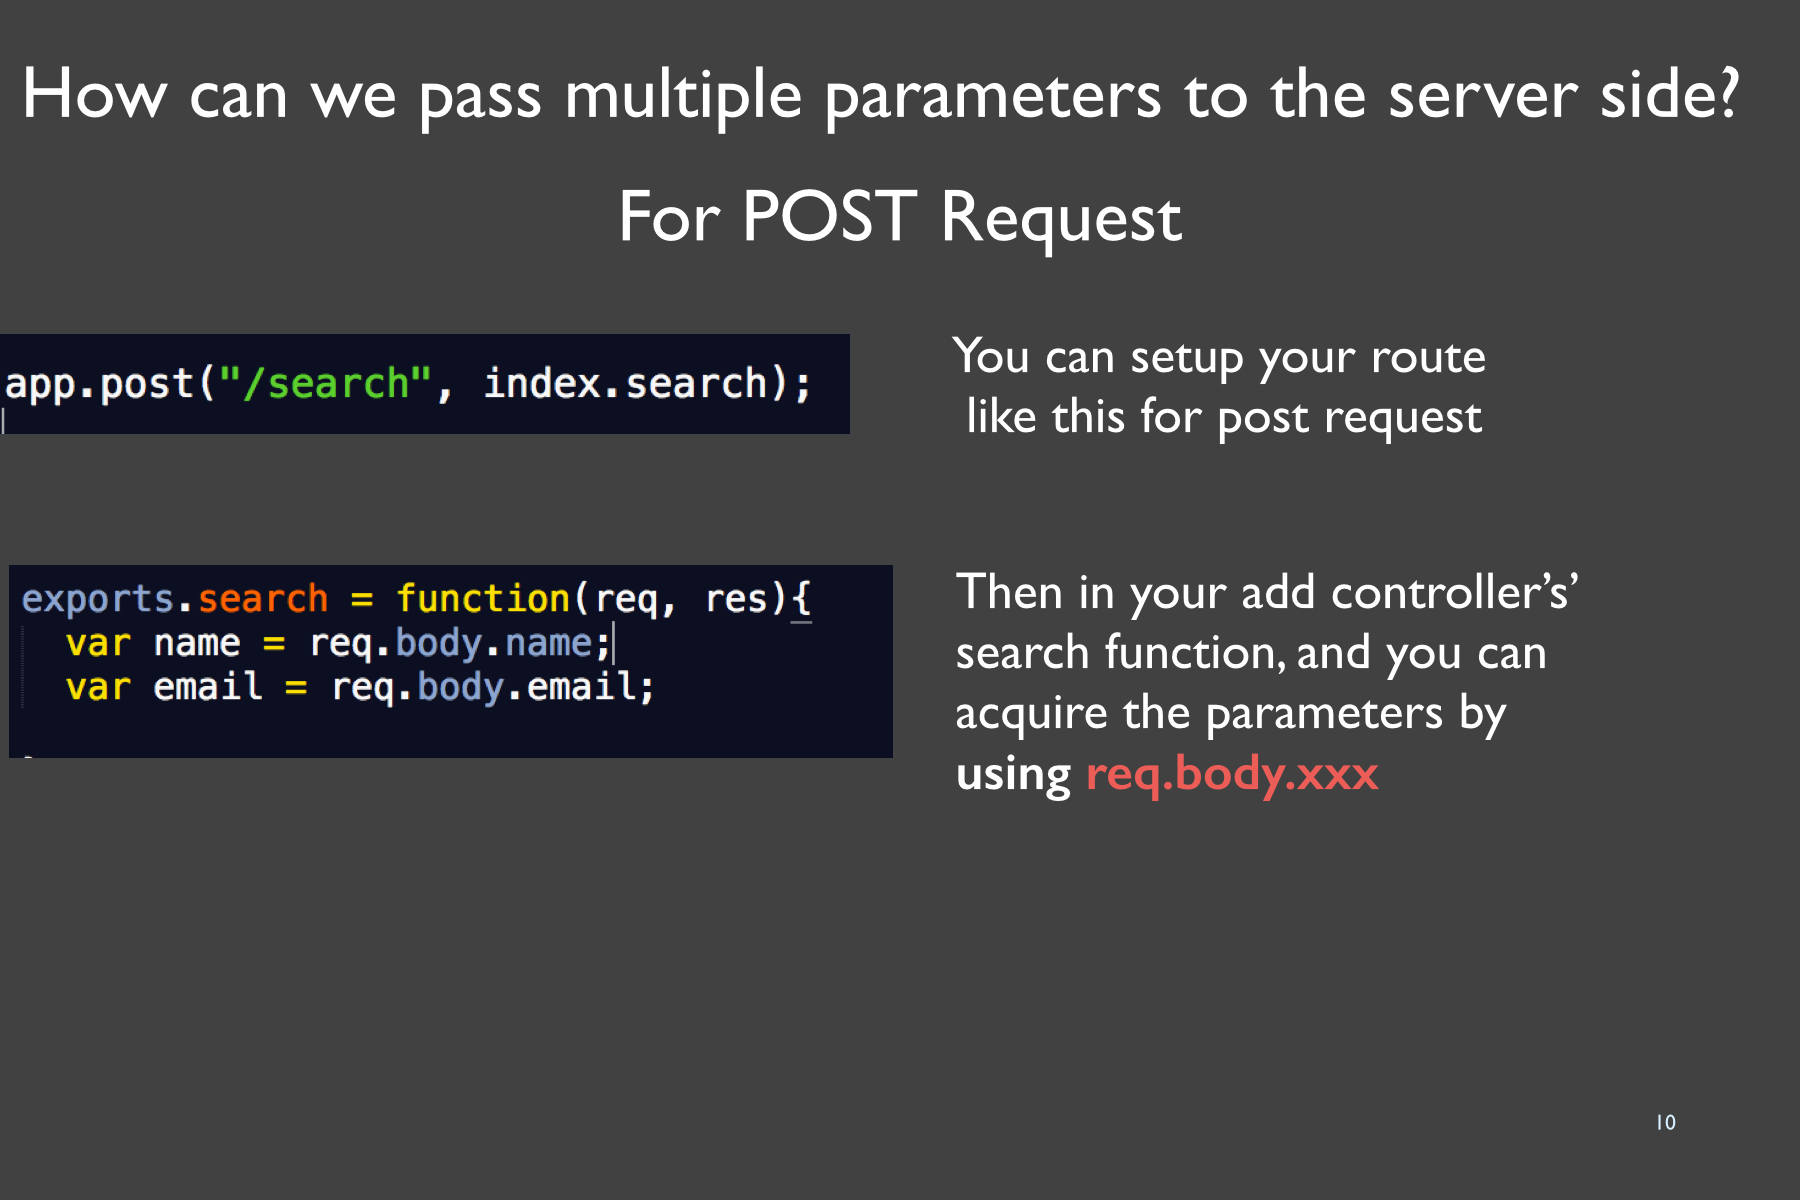 How can we pass multiple parameters to the server side?
For POST Request
app.post("/search", index.search);
You can setup your route
like this for post request
exports.search = function(req, res){
var name = req.body.name;
var email = req.body.email;
Then in your add controller’s’
search function, and you can
acquire the parameters by
using req.body.xxx
10